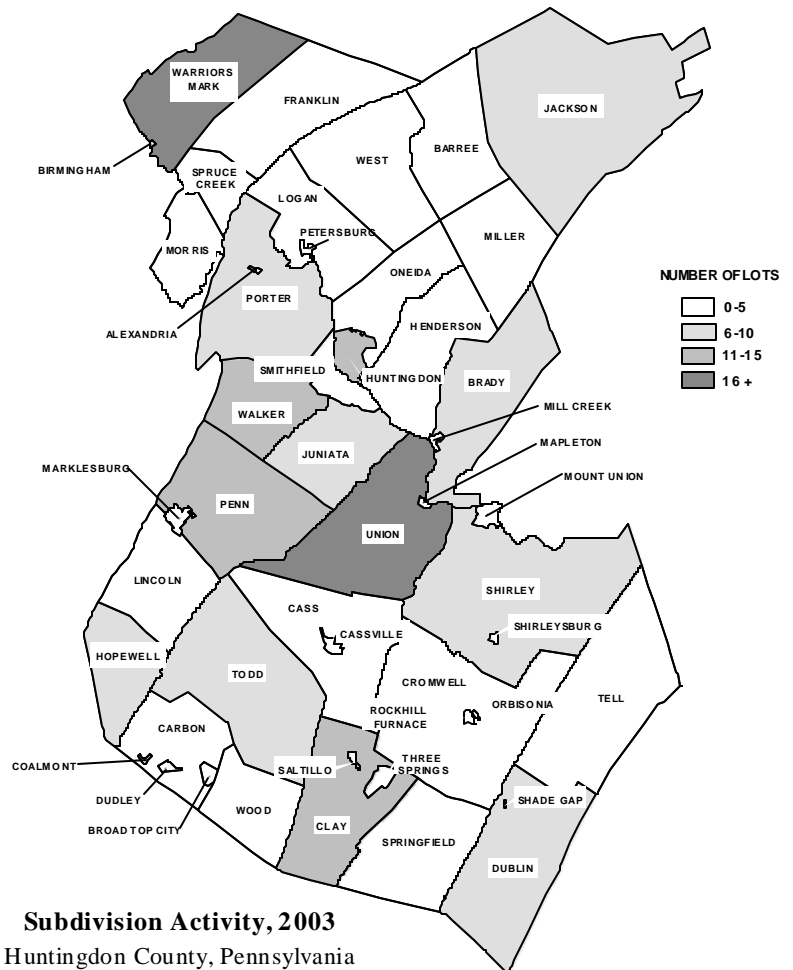 WARRIORS
MARK
FRANKLIN
JACKSON
BIRMINGHAM
SPRUCE
CREEK
WEST
BARREE
LOGAN
PETERSBURG
MORRIS
MILLER
ONEIDA
PORTER
ALEXANDRIA
HENDERSON
SMITHFIELD
HUNTINGDON
BRADY
NUMBER OF LOTS
0-5
6-10
11-15
16 +
WALKER
MILL CREEK
JUNIATA
MAPLETON
MARKLESBURG
MOUNT UNION
PENN
UNION
LINCOLN
SHIRLEY
CASS
SHIRLEYSBURG
CASSVILLE
HOPEWELL
TODD
CROMWELL
TELL
ORBISONIA
ROCKHILL
FURNACE
CARBON
COALMONT
SALTILLO
THREE
SPRINGS
DUDLEY
SHADE GAP
WOOD
BROAD TOP CITY
CLAY
SPRINGFIELD
DUBLIN
Subdivision Activity, 2003
Huntingdon County, Pennsylvania